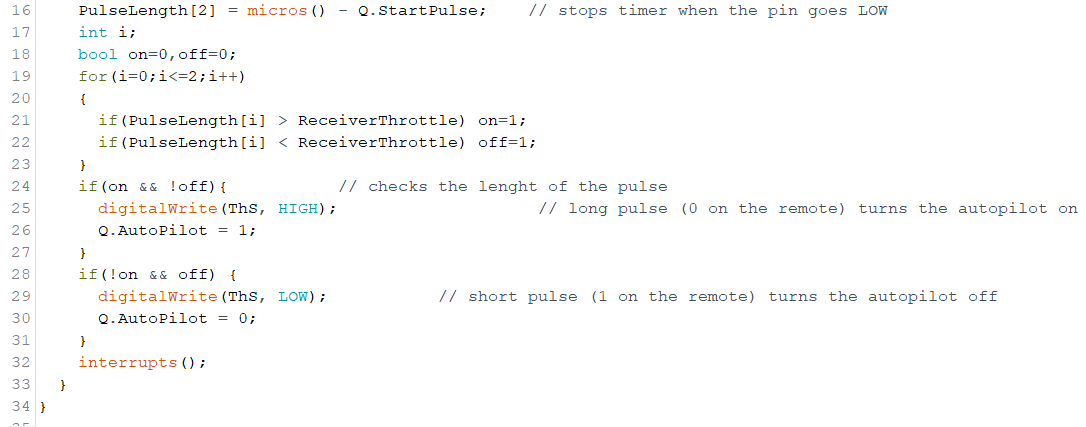 16 PulseLength[2] = micros() - Q.StartPulse; // stops timer when the pin goes LOW
17 int i;
18 bool on=0,off=0;
19 for(i=0;i<=2;i++)
20 {
21 if(PulseLength[i] > ReceiverThrottle) on=1;
22 if(PulseLength[i] < ReceiverThrottle) off=1;
23 }
24 if(on && !off){ // checks the lenght of the pulse
25 digitalWrite(ThS, HIGH); // long pulse (0 on the remote) turns the autopilot on
26 Q.AutoPilot = 1;
27 }
28 if(!on && off) {
29 digitalWrite(ThS, LOW); // short pulse (1 on the remote) turns the autopilot off
30 Q.AutoPilot = 0;
31 }
32 interrupts();
33 }
34 }